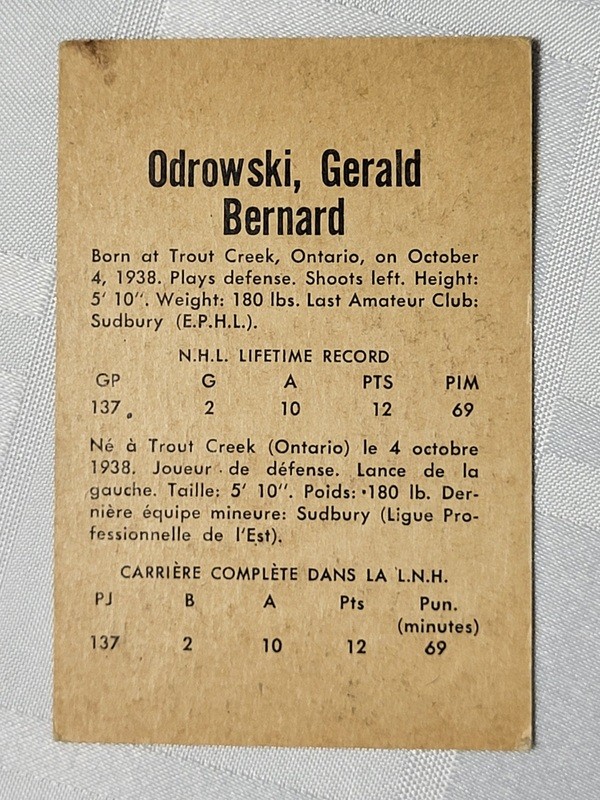 Odrowski, Gerald
Bernard
Born at Trout Creek, Ontario, on October
4, 1938. Plays defense. Shoots left. Height:
5' 10". Weight: 180 lbs. Last Amateur Club:
Sudbury (E.P.H.L.).
N.H.L. LIFETIME RECORD
GP G A PTS PIM
137 2 10 12 69
Né à Trout Creek (Ontario) le 4 octobre
1938. Joueur de défense. Lance de la
gauche. Taille: 5' 10". Poids: 180 lb. Der-
nière équipe mineure: Sudbury (Ligue Pro-
fessionnelle de l'Est).
CARRIÈRE COMPLÈTE DANS LA L.N.H.
PJ B A Pts Pun.
(minutes)
137 2 10 12 69